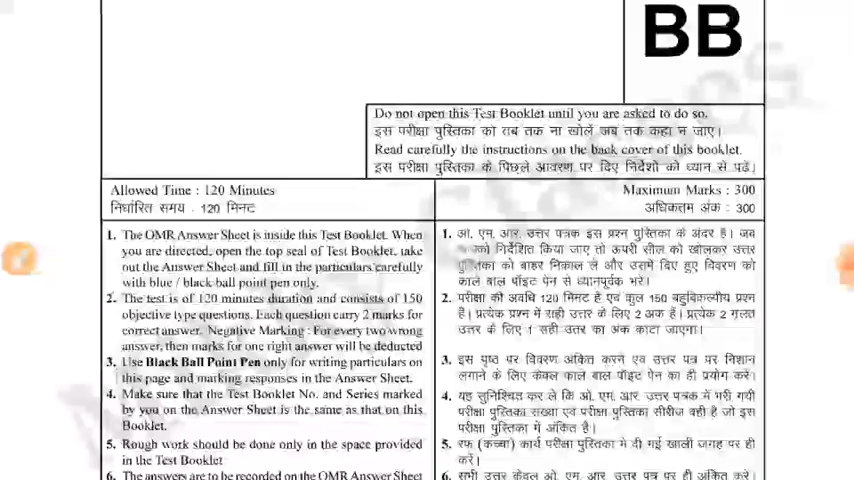 BB
Do not open this Test Booklet until you are asked to do so.
इस परीक्षा पुस्तिका को तब तक ना खोलें जब तक कहा न जाए।
Read carefully the instructions on the back cover of this booklet.
इस परीक्षा पुस्तिका के पिछले आवरण पर दिए निर्देशो को ध्यान से पढ़ें।
Allowed Time : 120 Minutes
निर्धारित समय : 120 मिनट
Maximum Marks : 300
अधिकतम अंक : 300
1. The OMR Answer Sheet is inside this Test Booklet. When
you are directed, open the top seal of Test Booklet, take
out the Answer Sheet and fill in the particulars carefully
with blue / black ball point pen only.
2. The test is of 120 minutes duration and consists of 150
objective type questions. Each question carry 2 marks for
correct answer. Negative Marking : For every two wrong
answer, then marks for one right answer will be deducted
3. Use Black Ball Point Pen only for writing particulars on
this page and marking responses in the Answer Sheet.
4. Make sure that the Test Booklet No. and Series marked
by you on the Answer Sheet is the same as that on this
Booklet.
5. Rough work should be done only in the space provided
in the Test Booklet
6. The answers are to be recorded on the OMR Answer Sheet
1. ओ. एम. आर. उत्तर पत्रक इस प्रश्न पुस्तिका के अंदर है। जब
को निर्देशित किया जाए तो ऊपरी सील को खोलकर उत्तर
पुस्तिका को बाहर निकाल ले और उसमें दिए हुए विवरण को
काले बाल पॉइंट पेन से ध्यानपूर्वक भरे।
2. परीक्षा की अवधि 120 मिनट है एवं कुल 150 बहुविकल्पीय प्रश्न
है। प्रत्येक प्रश्न में सही उत्तर के लिए 2 अंक हैं। प्रत्येक 2 गलत
उत्तर के लिए 1 सही उत्तर का अंक काटा जाएगा।
3. इस पृष्ठ पर विवरण अंकित करने एवं उत्तर पत्र पर निशान
लगाने के लिए केवल काले बाल पॉइंट पेन का ही प्रयोग करें।
4. यह सुनिश्चित कर ले कि ओ. एम. आर. उत्तर पत्रक में भरी गयी
परीक्षा पुस्तिका संख्या एवं परीक्षा पुस्तिका सीरीज वही है जो इस
परीक्षा पुस्तिका में अंकित है।
5. रफ (कच्चा) कार्य परीक्षा पुस्तिका मे दी गई खाली जगह पर ही
करें।
6. सभी उत्तर केवल ओ. एम. आर. उत्तर पत्र पर ही अंकित करें।